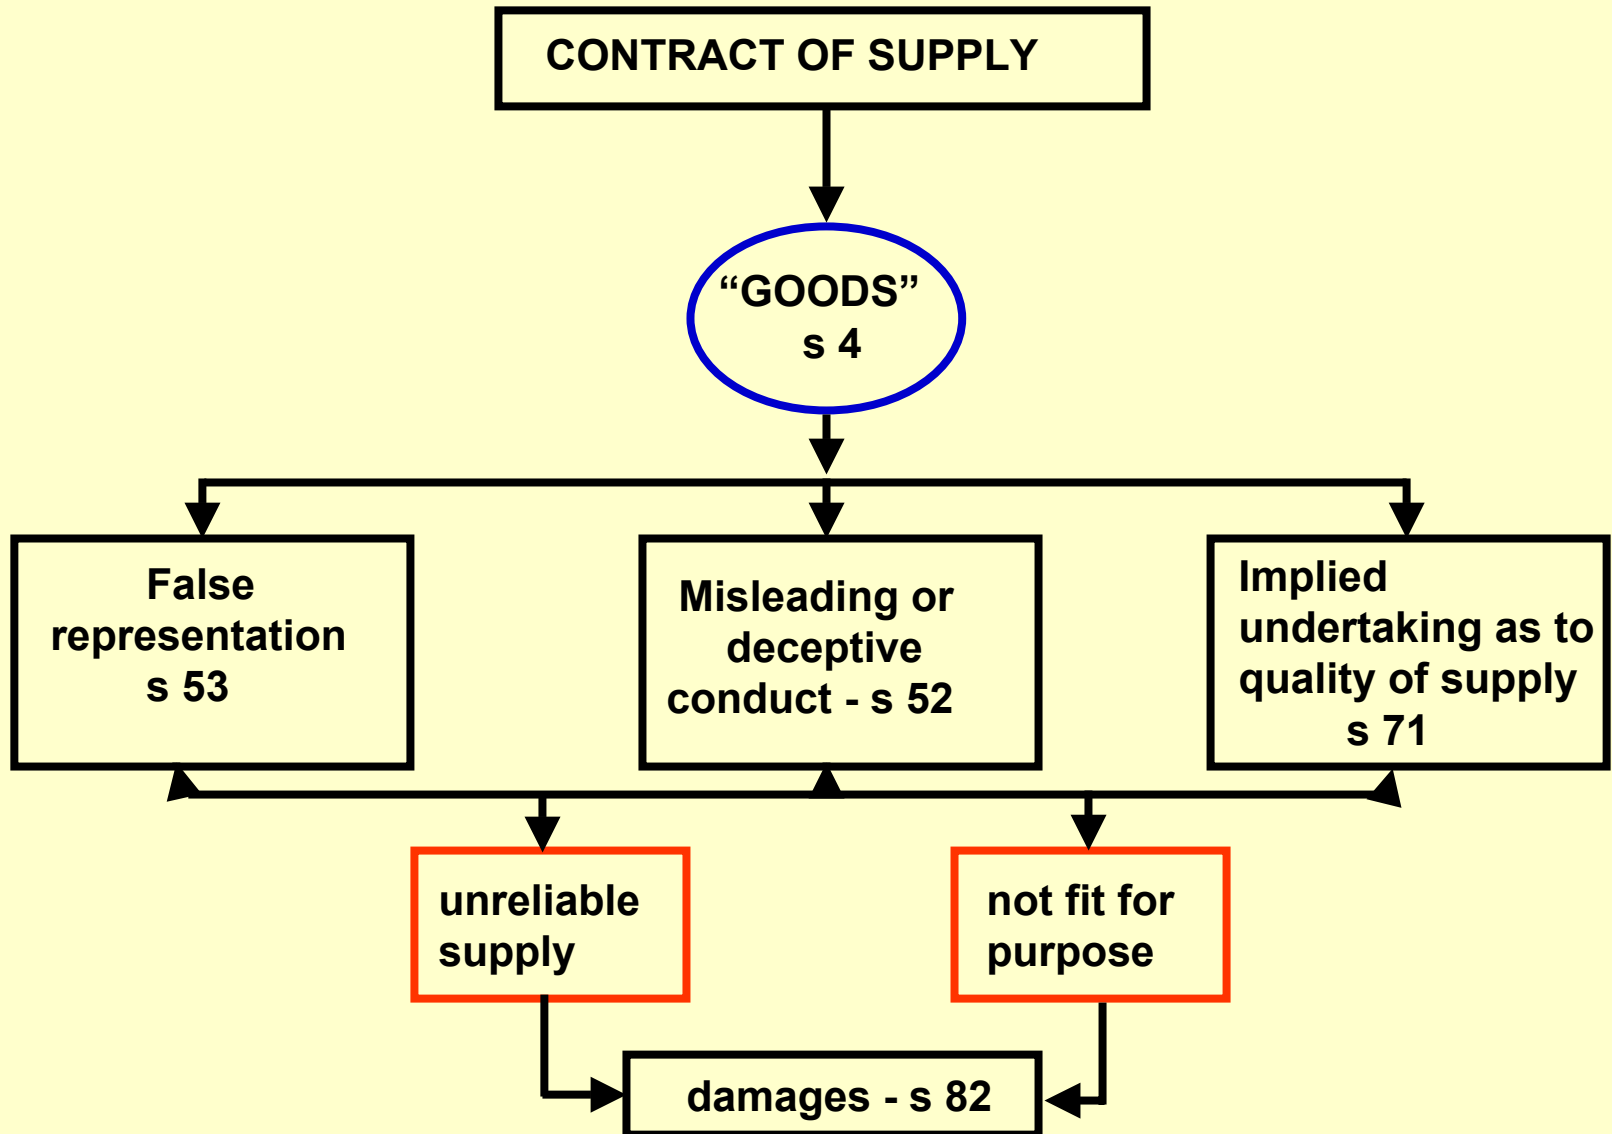 CONTRACT OF SUPPLY
“GOODS”
s 4
False
representation
s 53
Misleading or
deceptive
conduct - s 52
Implied
undertaking as to
quality of supply
s 71
unreliable
supply
not fit for
purpose
damages - s 82